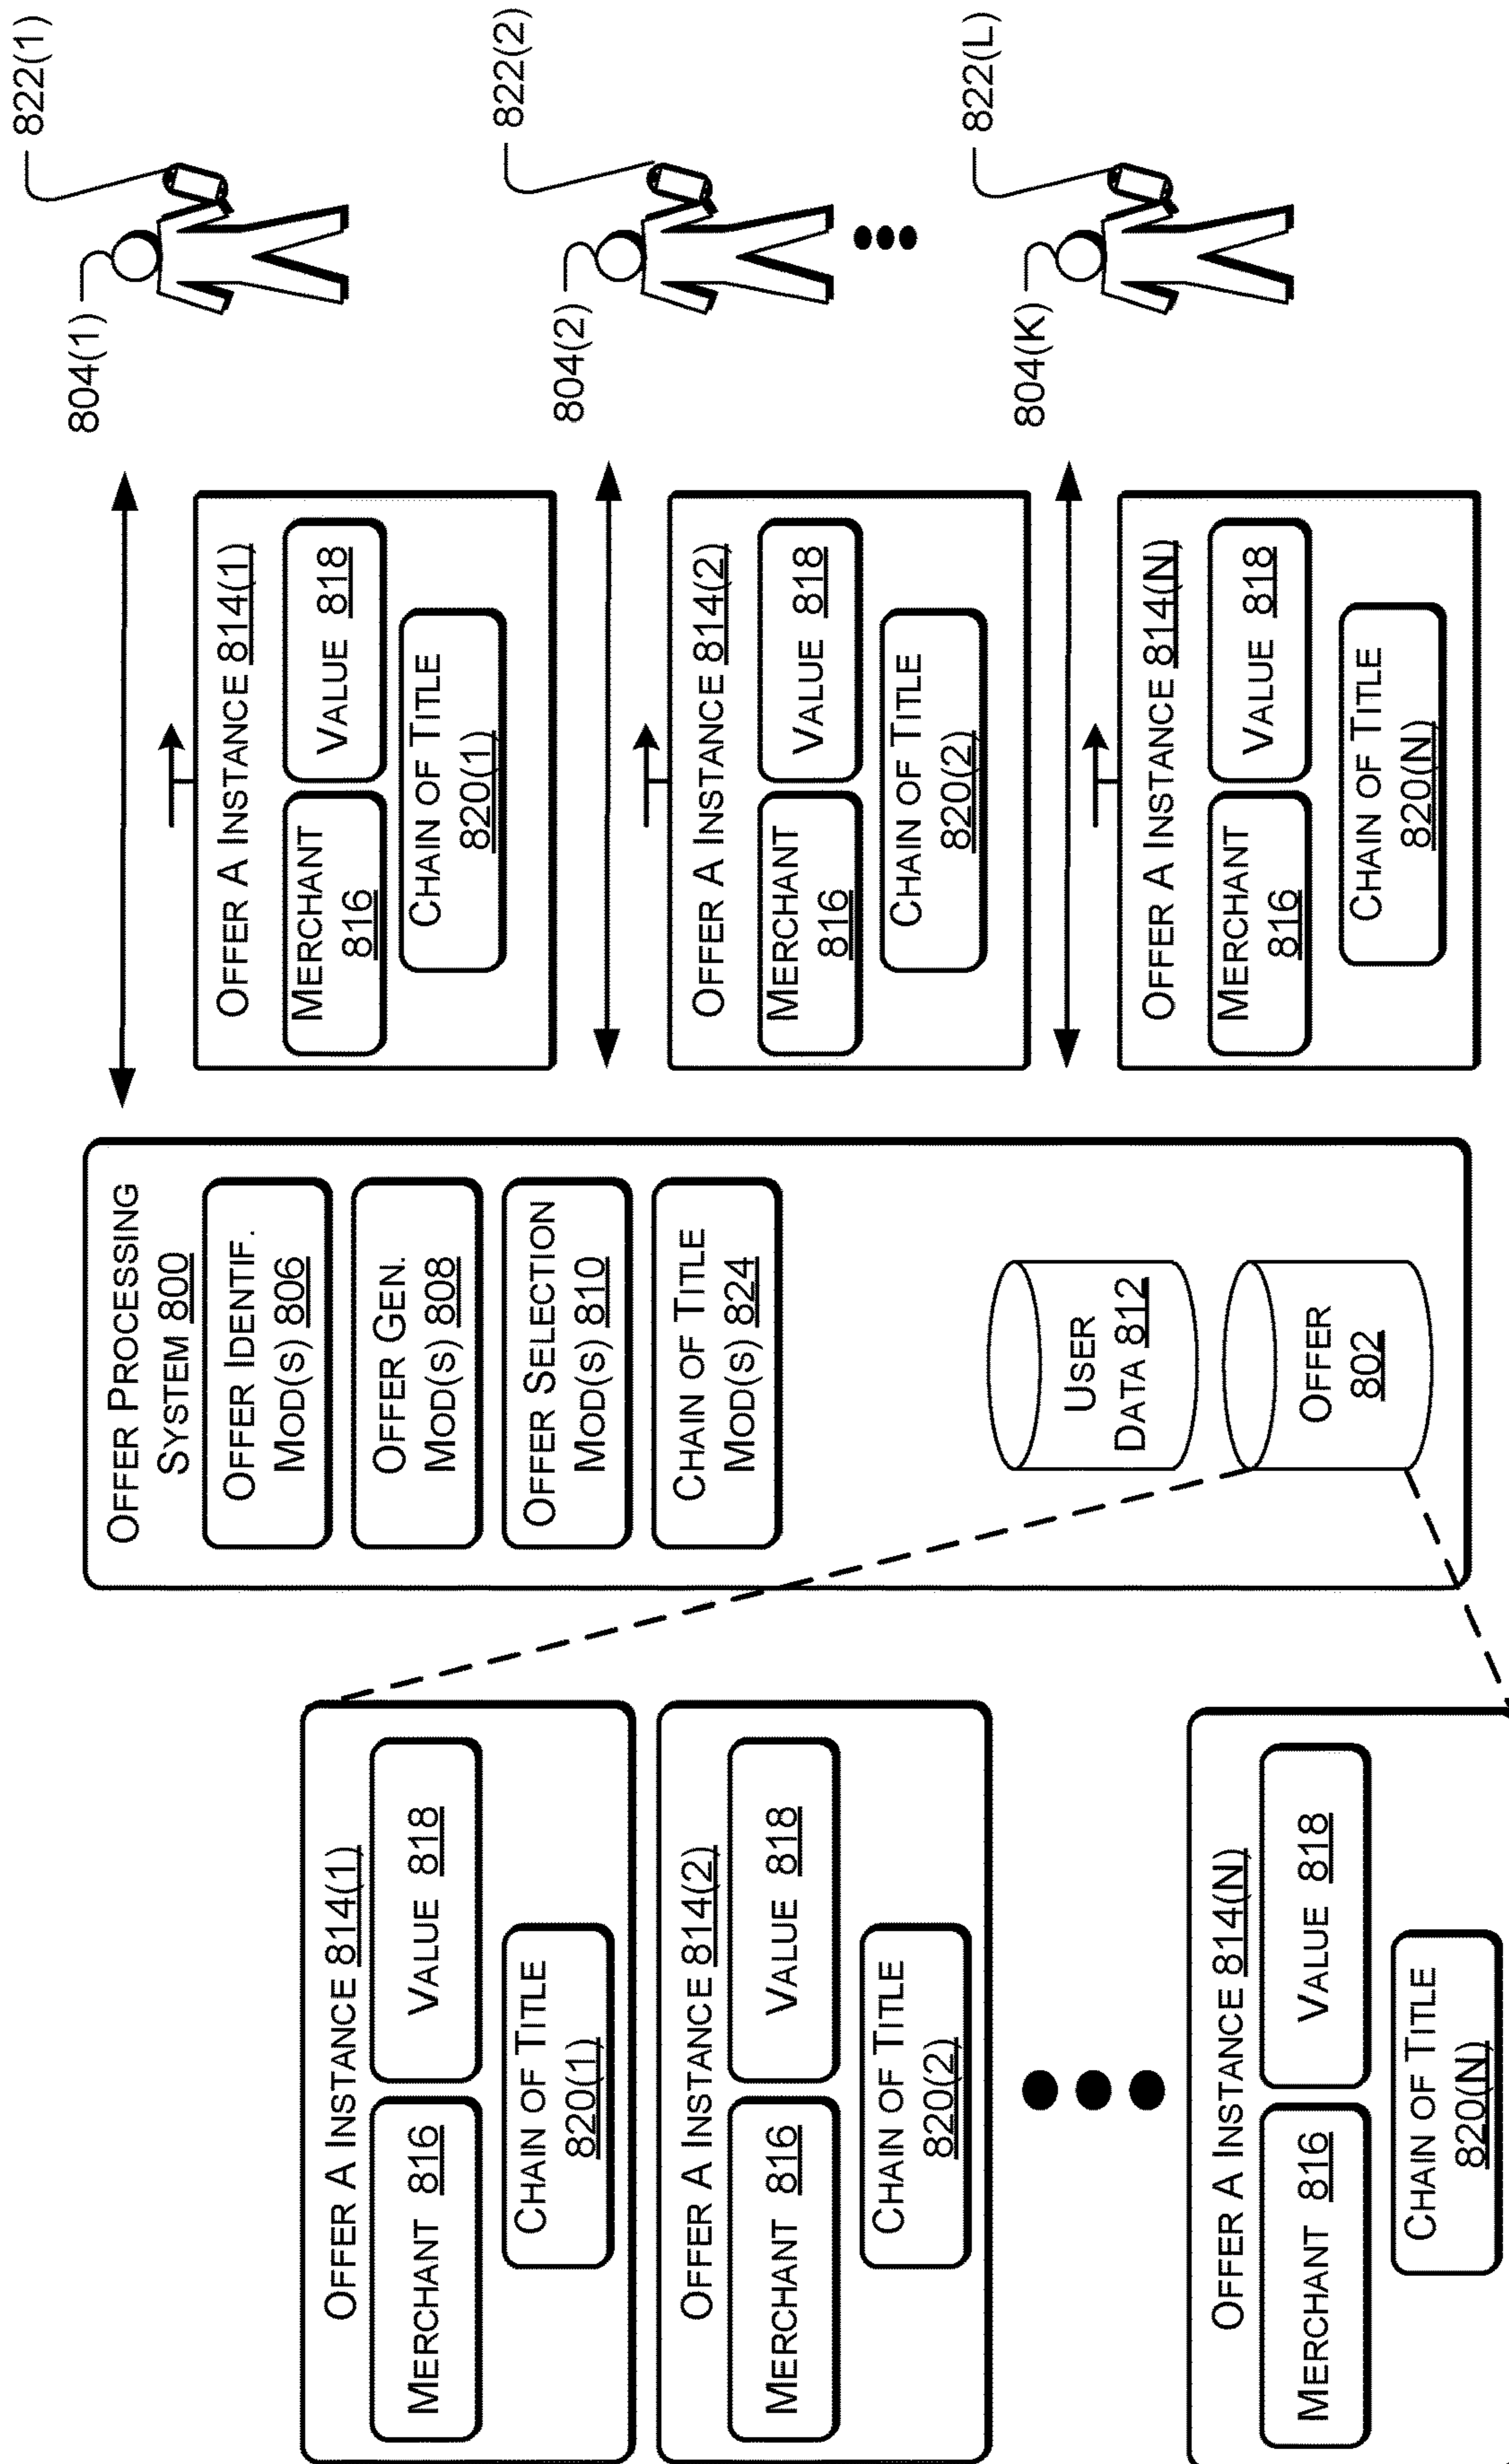 OFFER A INSTANCE 814(1)
MERCHANT 816
VALUE 818
CHAIN OF TITLE
820(1)
OFFER A INSTANCE 814(2)
MERCHANT 816
VALUE 818
CHAIN OF TITLE
820(2)
OFFER A INSTANCE 814(N)
MERCHANT 816
VALUE 818
CHAIN OF TITLE
820(N)
OFFER PROCESSING
SYSTEM 800
OFFER IDENTIF.
MOD(S) 806
OFFER GEN.
MOD(S) 808
OFFER SELECTION
MOD(S) 810
CHAIN OF TITLE
MOD(S) 824
USER
DATA 812
OFFER
802
OFFER A INSTANCE 814(1)
MERCHANT
816
VALUE 818
CHAIN OF TITLE
820(1)
OFFER A INSTANCE 814(2)
MERCHANT
816
VALUE 818
CHAIN OF TITLE
820(2)
OFFER A INSTANCE 814(N)
MERCHANT
816
VALUE 818
CHAIN OF TITLE
820(N)
804(1)
822(1)
804(2)
822(2)
804(K)
822(L)